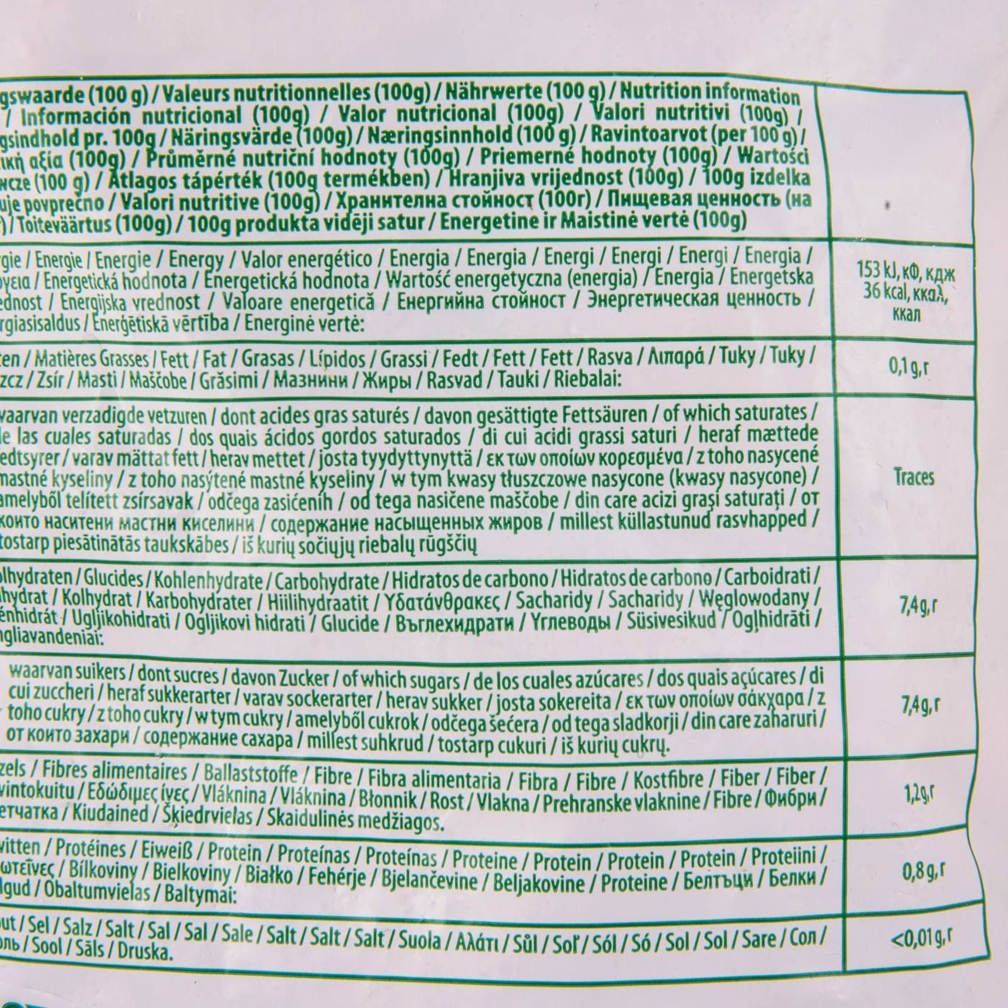 gswaarde (100 g) / Valeurs nutritionnelles (100g) / Nährwerte (100 g) / Nutrition information
/ Información nutricional (100g) / Valor nutricional (100g) / Valori nutritivi (100g) /
gsindhold pr. 100g / Näringsvärde (100g) / Næringsinnhold (100 g) / Ravintoarvot (per 100 g) /
ική αξία (100g) / Průměrné nutriční hodnoty (100g) / Priemerné hodnoty (100g) / Wartości
wcze (100 g) / Átlagos tápérték (100g termékben) / Hranjiva vrijednost (100g) / 100g izdelka
uje povprečno / Valori nutritive (100g) / Хранителна стойност (100г) / Пищевая ценность (на
) / Toiteväärtus (100g) / 100g produkta vidēji satur / Energetine ir Maistinė vertė (100g)
gie / Energie / Energie / Energy / Valor energético / Energia / Energia / Energi / Energi / Energi / Energia /
ργεια / Energetická hodnota / Energetická hodnota / Wartość energetyczna (energia) / Energia / Energetska
ednost / Energijska vrednost / Valoare energetică / Енергийна стойност / Энергетическая ценность /
rgiasisaldus / Enerģētiskā vērtība / Energinė vertė:
153 kJ, кФ, кДж
36 kcal, ккаλ,
ккал
ten / Matières Grasses / Fett / Fat / Grasas / Lípidos / Grassi / Fedt / Fett / Fett / Rasva / Λιπαρά / Tuky / Tuky /
zcz / Zsír / Masti / Maščobe / Grăsimi / Мазнини / Жиры / Rasvad / Tauki / Riebalai:
0,1 g,г
waarvan verzadigde vetzuren / dont acides gras saturés / davon gesättigte Fettsäuren / of which saturates /
de las cuales saturadas / dos quais ácidos gordos saturados / di cui acidi grassi saturi / heraf mættede
edtsyrer / varav mättat fett / herav mettet / josta tyydyttynyttä / εκ των οποίων κορεσμένα / z toho nasycené
mastné kyseliny / z toho nasýtené mastné kyseliny / w tym kwasy tłuszczowe nasycone (kwasy nasycone) /
amelyből telített zsírsavak / odčega zasićenih / od tega nasičene maščobe / din care acizi grași saturați / от
които наситени мастни киселини / содержание насыщенных жиров / millest küllastunud rasvhapped /
tostarp piesātinātās taukskābes / iš kurių sočiųjų riebalų rūgščių
Traces
olhydraten / Glucides / Kohlenhydrate / Carbohydrate / Hidratos de carbono / Hidratos de carbono / Carboidrati /
hydrat / Kolhydrat / Karbohydrater / Hiilihydraatit / Υδατάνθρακες / Sacharidy / Sacharidy / Węglowodany /
énhidrát / Ugljikohidrati / Ogljikovi hidrati / Glucide / Въглехидрати / Углеводы / Süsivesikud / Ogļhidrāti /
ngliavandeniai:
7,4g,г
waarvan suikers / dont sucres / davon Zucker / of which sugars / de los cuales azúcares / dos quais açúcares / di
cui zuccheri / heraf sukkerarter / varav sockerarter / herav sukker / josta sokereita / εκ των οποίων σάκχαρα / z
toho cukry / z toho cukry / w tym cukry / amelyből cukrok / odčega šećera / od tega sladkorji / din care zaharuri /
от които захари / содержание сахара / millest suhkrud / tostarp cukuri / iš kurių cukrų.
7,4g,г
zels / Fibres alimentaires / Ballaststoffe / Fibre / Fibra alimentaria / Fibra / Fibre / Kostfibre / Fiber / Fiber /
vintokuitu / Εδώδιμες ίνες / Vláknina / Vláknina / Błonnik / Rost / Vlakna / Prehranske vlaknine / Fibre / Фибри /
етчатка / Kiudained / Šķiedrvielas / Skaidulinės medžiagos.
1,2g,г
witten / Protéines / Eiweiß / Protein / Proteínas / Proteínas / Proteine / Protein / Protein / Protein / Proteiini /
ωτεΐνες / Bílkoviny / Bielkoviny / Białko / Fehérje / Bjelančevine / Beljakovine / Proteine / Белтъци / Белки /
lgud / Olbaltumvielas / Baltymai:
0,8 g,г
out / Sel / Salz / Salt / Sal / Sal / Sale / Salt / Salt / Salt / Suola / Αλάτι / Sůl / Soľ / Sól / Só / Sol / Sol / Sare / Сол /
оль / Sool / Sāls / Druska.
<0,01 g,г